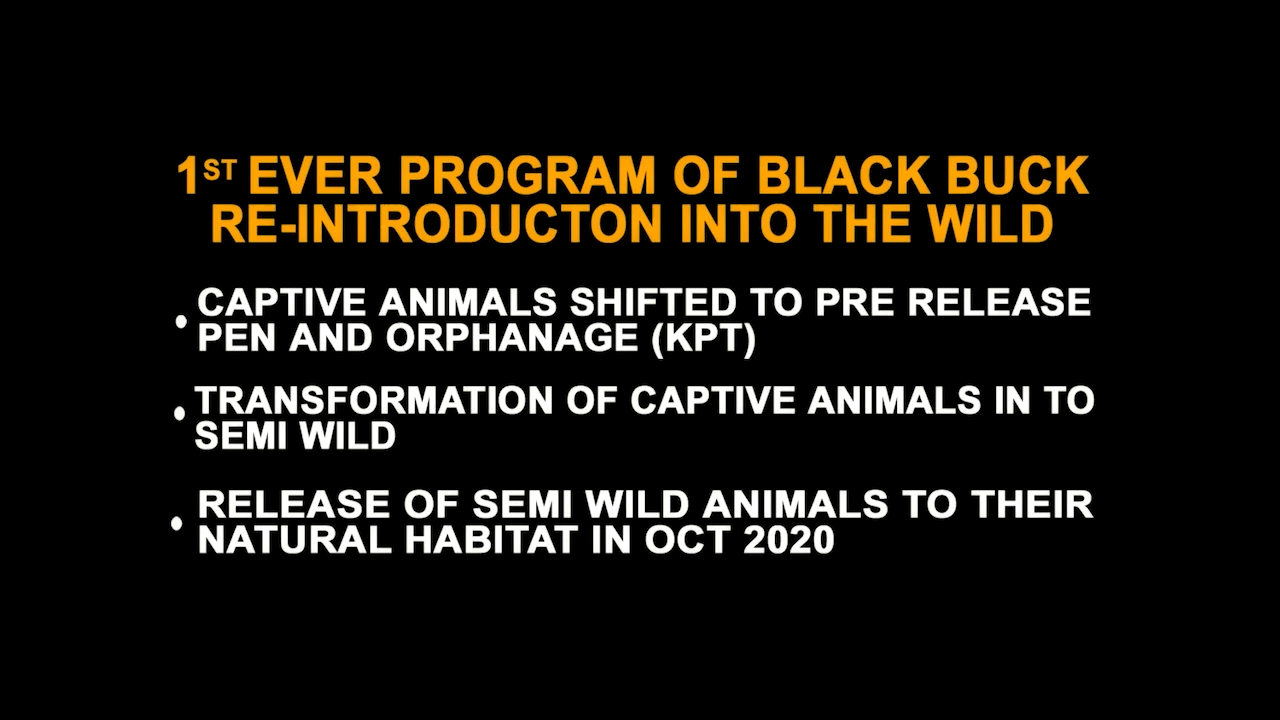 1ST EVER PROGRAM OF BLACK BUCK
RE-INTRODUCTON INTO THE WILD
• CAPTIVE ANIMALS SHIFTED TO PRE RELEASE
PEN AND ORPHANAGE (KPT)
• TRANSFORMATION OF CAPTIVE ANIMALS IN TO
SEMI WILD
• RELEASE OF SEMI WILD ANIMALS TO THEIR
NATURAL HABITAT IN OCT 2020